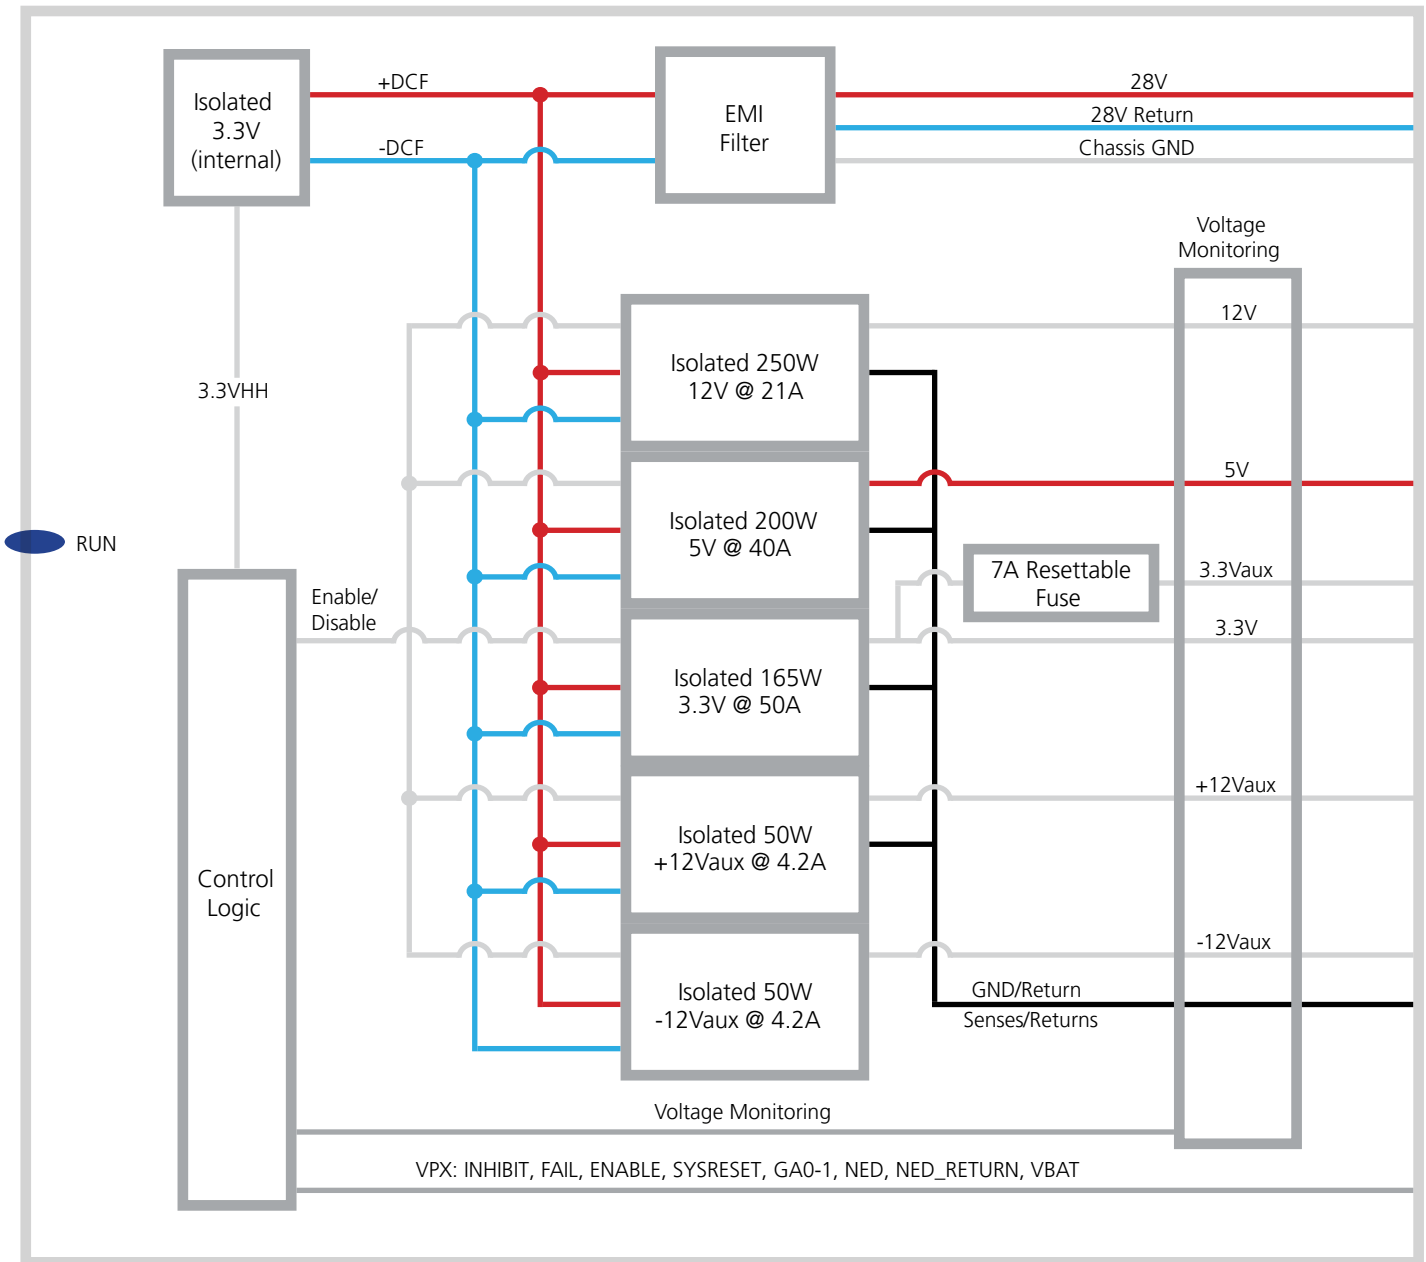 +DCF
28V
Isolated
3.3V
(internal)
EMI
Filter
28V Return
-DCF
Chassis GND
Voltage
Monitoring
12V
Isolated 250W
12V @ 21A
3.3VHH
5V
Isolated 200W
5V @ 40A
RUN
7A Resettable
Fuse
3.3Vaux
Enable/
Disable
3.3V
Isolated 165W
3.3V @ 50A
+12Vaux
Isolated 50W
+12Vaux @ 4.2A
Control
Logic
-12Vaux
Isolated 50W
-12Vaux @ 4.2A
GND/Return
Senses/Returns
Voltage Monitoring
VPX: INHIBIT, FAIL, ENABLE, SYSRESET, GA0-1, NED, NED_RETURN, VBAT